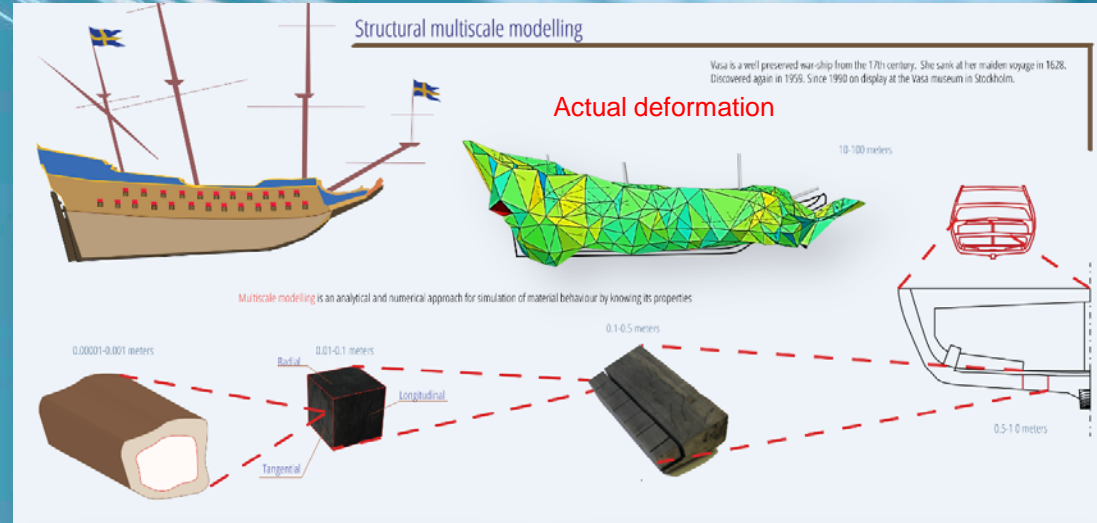 Structural multiscale modelling
Vasa is a well preserved war-ship from the 17th century. She sank at her maiden voyage in 1628.
Discovered again in 1959. Since 1990 on display at the Vasa museum in Stockholm.
Actual deformation
10-100 meters
Multiscale modelling is an analytical and numerical approach for simulation of material behaviour by knowing its properties
0.1-0.5 meters
0.00001-0.001 meters
0.01-0.1 meters
Radial
Longitudinal
Tangential
0.5-1 0 meters